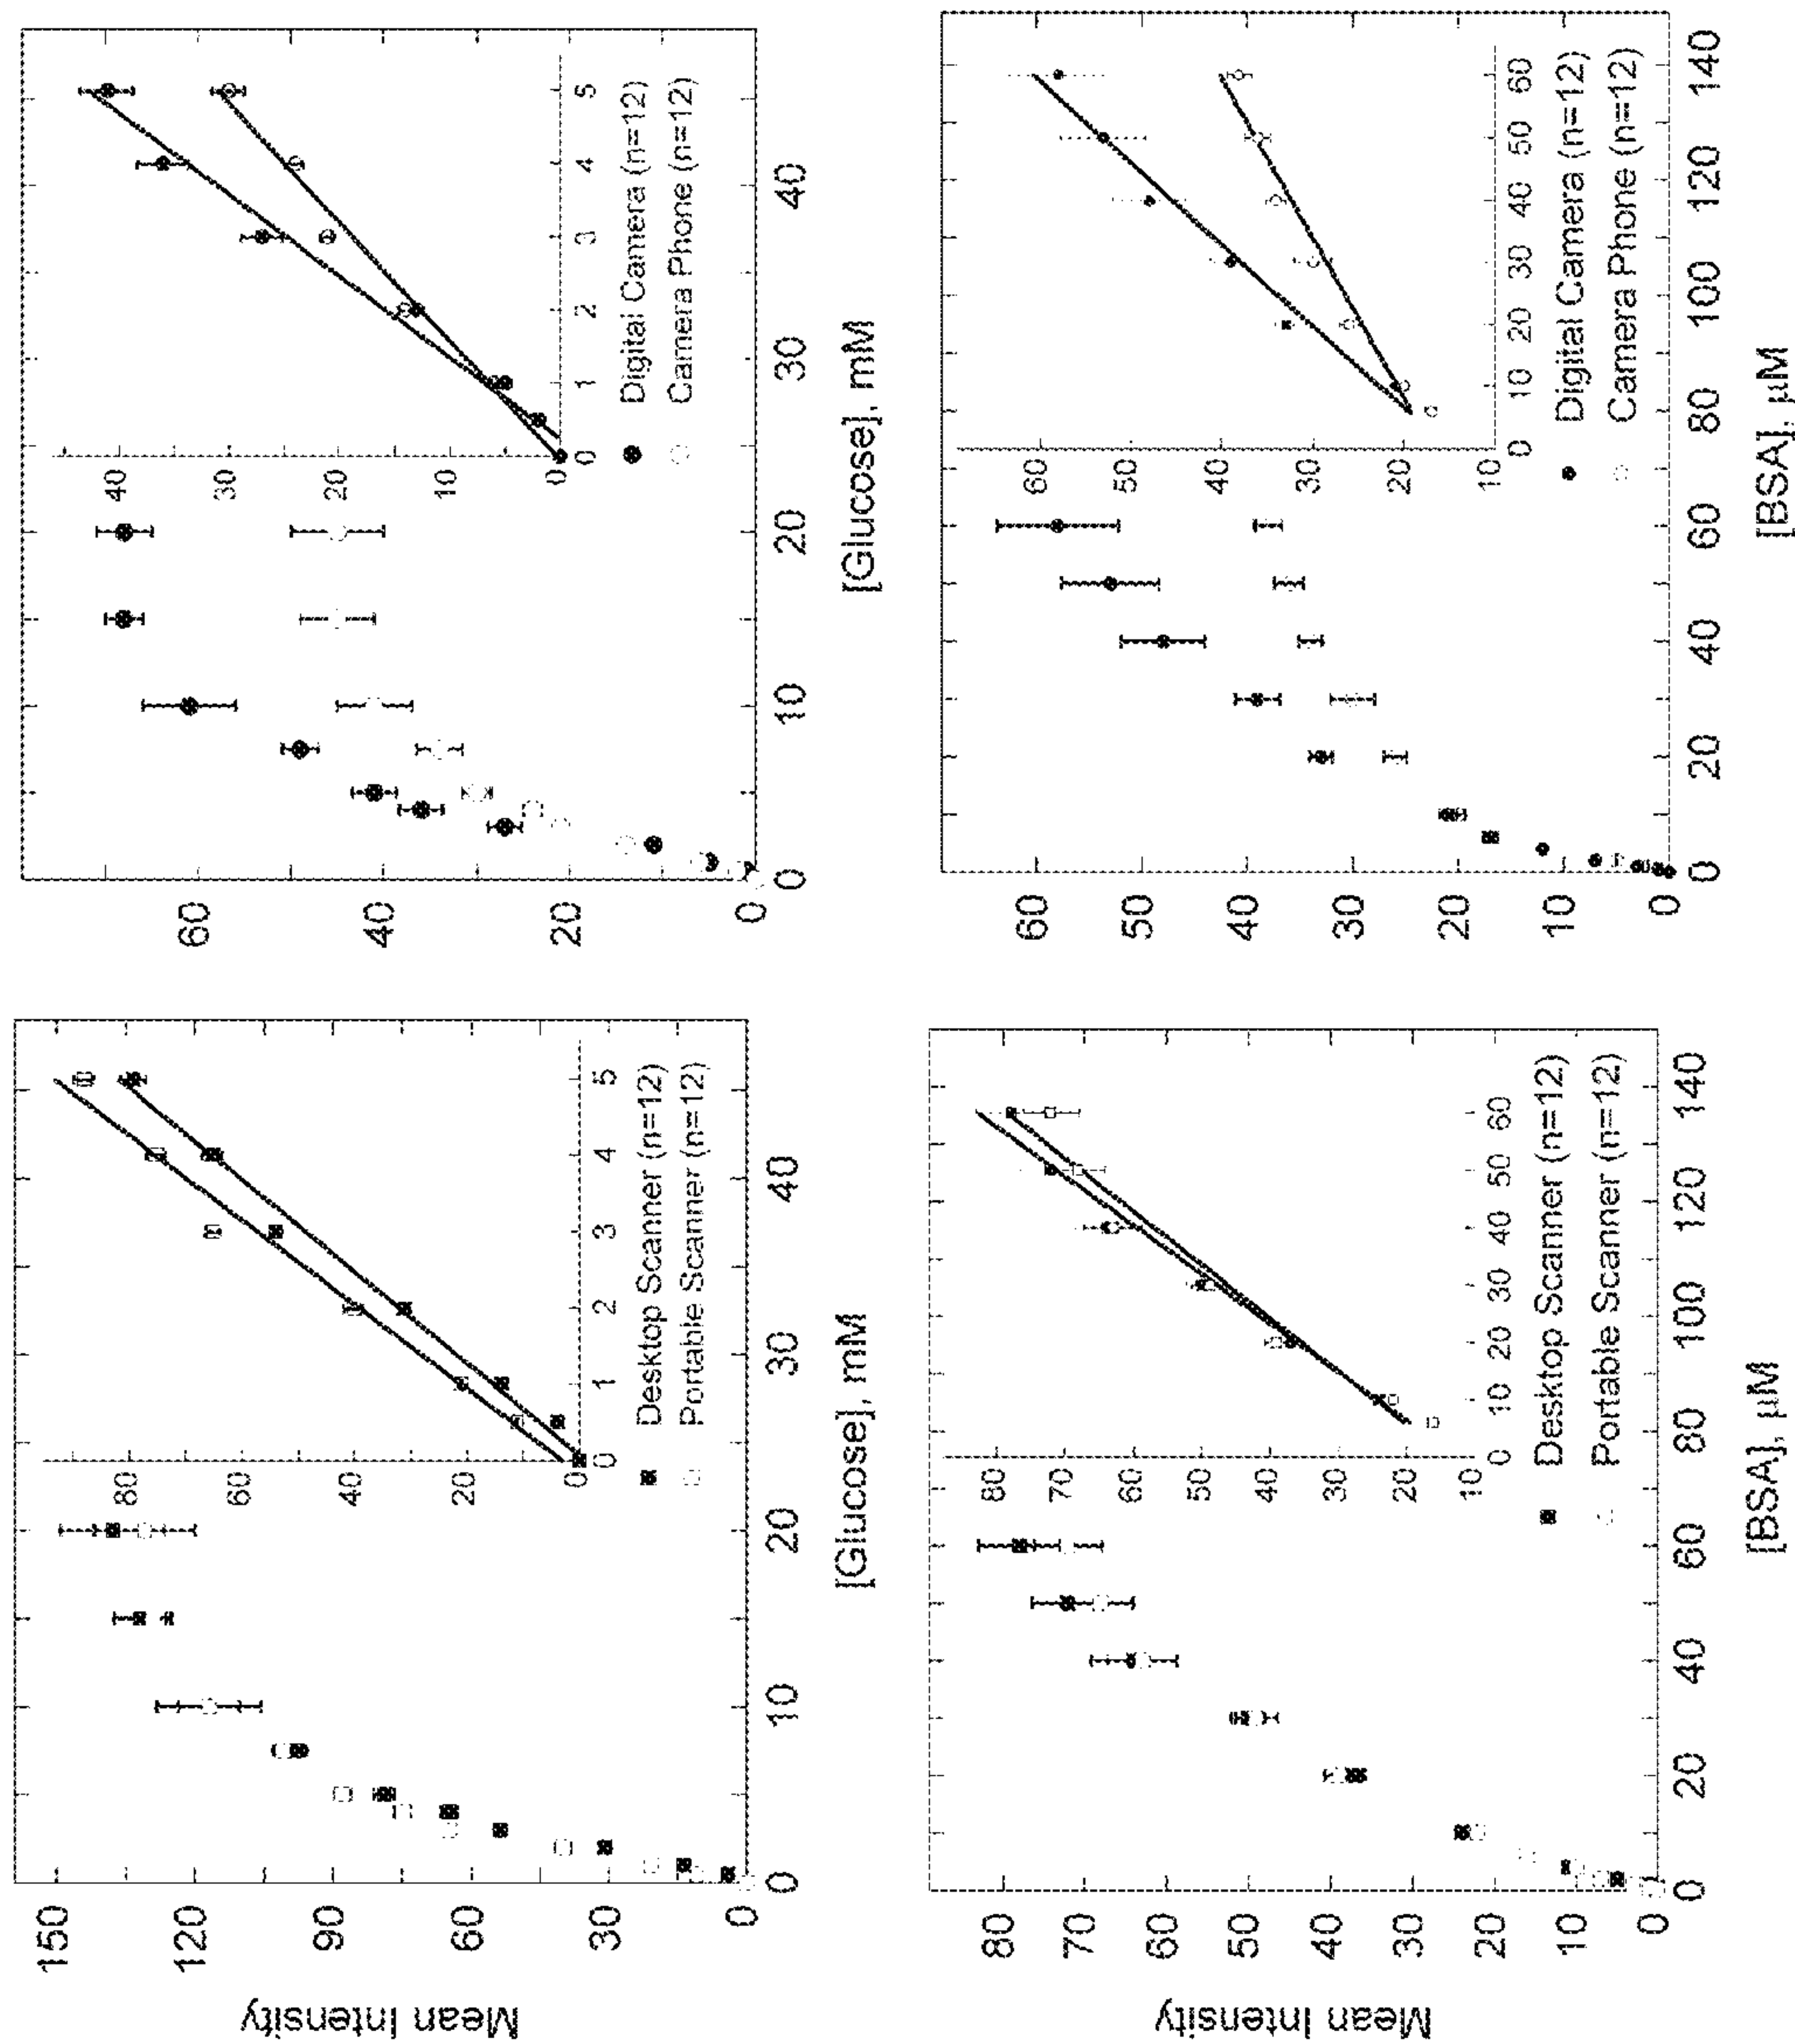 Mean Intensity
150
120
90
60
30
0
80
60
40
20
0
0 1 2 3 4 5
Desktop Scanner (n=12)
Portable Scanner (n=12)
0 10 20 30 40
[Glucose], mM
60
40
20
0
40
30
20
10
0
0 1 2 3 4 5
Digital Camera (n=12)
Camera Phone (n=12)
0 10 20 30 40
[Glucose], mM
Mean Intensity
80
70
60
50
40
30
20
10
0
80
70
60
50
40
30
20
10
0 10 20 30 40 50 60
Desktop Scanner (n=12)
Portable Scanner (n=12)
0 20 40 60 80 100 120 140
[BSA], µM
60
50
40
30
20
10
0
60
50
40
30
20
10
0 10 20 30 40 50 60
Digital Camera (n=12)
Camera Phone (n=12)
0 20 40 60 80 100 120 140
[BSA], µM